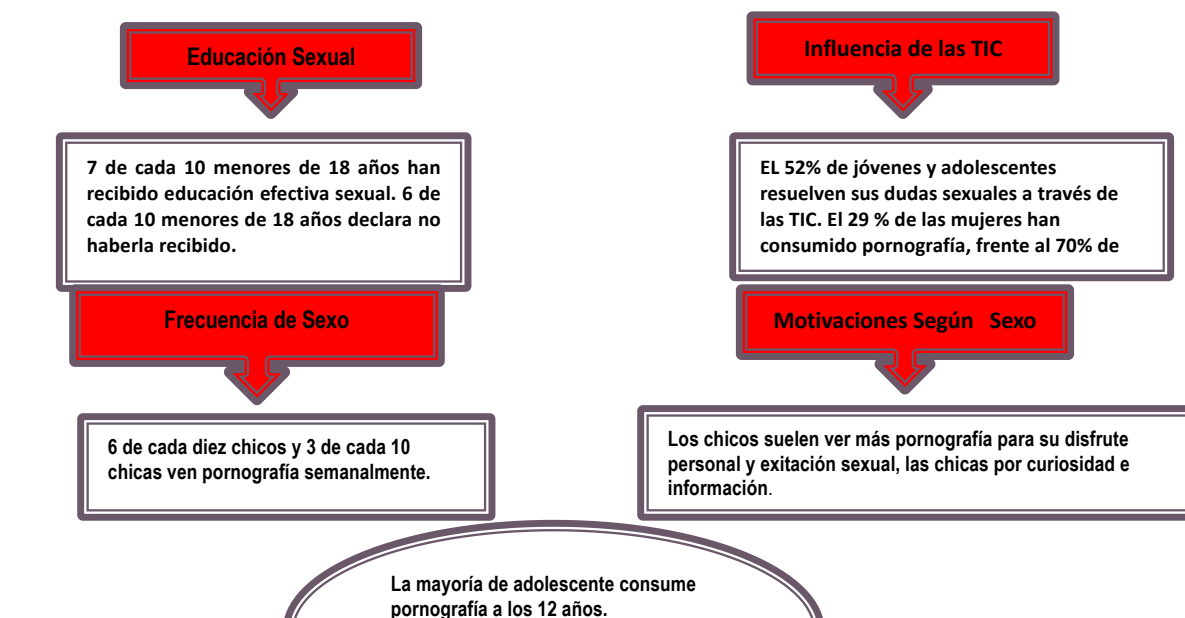 Educación Sexual
7 de cada 10 menores de 18 años han
recibido educación efectiva sexual. 6 de
cada 10 menores de 18 años declara no
haberla recibido.
Influencia de las TIC
EL 52% de jóvenes y adolescentes
resuelven sus dudas sexuales a través de
las TIC. El 29 % de las mujeres han
consumido pornografía, frente al 70% de
Frecuencia de Sexo
6 de cada diez chicos y 3 de cada 10
chicas ven pornografía semanalmente.
Motivaciones Según Sexo
Los chicos suelen ver más pornografía para su disfrute
personal y exitación sexual, las chicas por curiosidad e
información.
La mayoría de adolescente consume
pornografía a los 12 años.